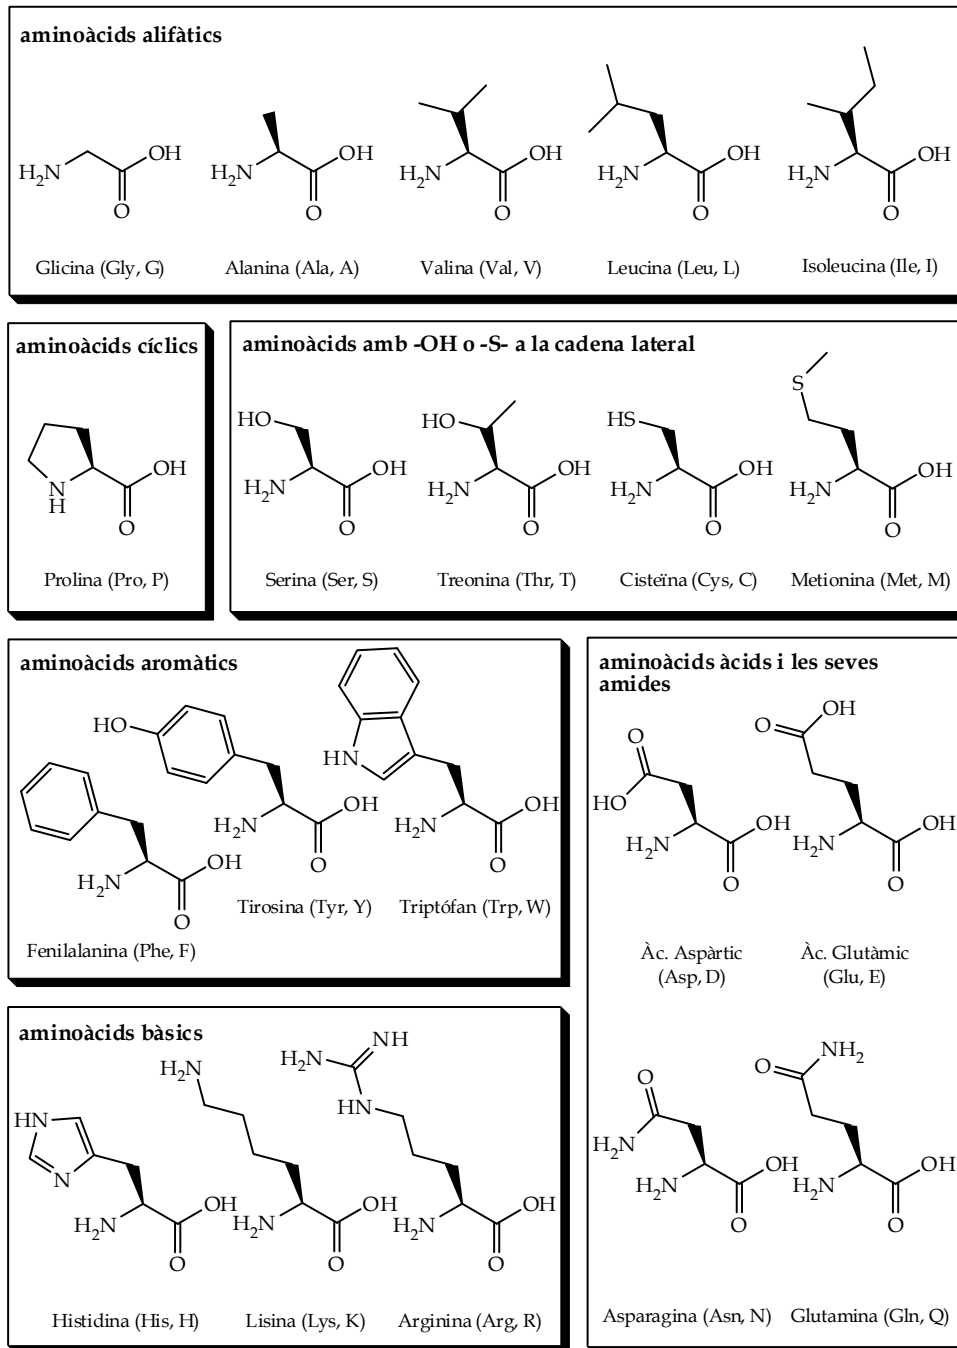 aminoàcids alifàtics
H2N OH O
H2N OH O
H2N OH O
H2N OH O
H2N OH O
Glicina (Gly, G) Alanina (Ala, A) Valina (Val, V) Leucina (Leu, L) Isoleucina (Ile, I)
aminoàcids cíclics
N H OH O
Prolina (Pro, P)
aminoàcids amb -OH o -S- a la cadena lateral
HO H2N OH O
HO H2N OH O
HS H2N OH O
S H2N OH O
Serina (Ser, S) Treonina (Thr, T) Cisteïna (Cys, C) Metionina (Met, M)
aminoàcids aromàtics
H2N OH O
HO H2N OH O
HN H2N OH O
Tirosina (Tyr, Y) Triptófan (Trp, W)
Fenilalanina (Phe, F)
aminoàcids àcids i les seves
amides
O HO H2N OH O
O OH H2N OH O
Àc. Aspàrtic
(Asp, D)
Àc. Glutàmic
(Glu, E)
O H2N H2N OH O
O NH2 H2N OH O
Asparagina (Asn, N) Glutamina (Gln, Q)
aminoàcids bàsics
HN N H2N OH O
H2N H2N OH O
H2N NH HN H2N OH O
Histidina (His, H) Lisina (Lys, K) Arginina (Arg, R)